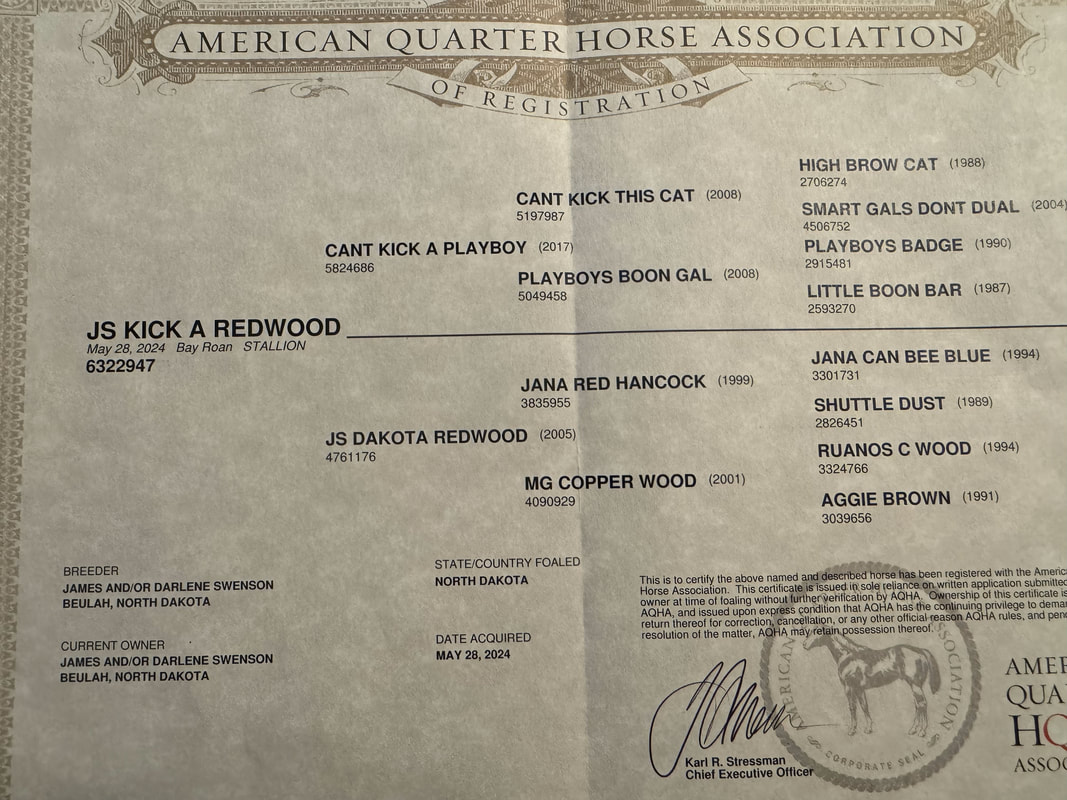 AMERICAN QUARTER HORSE ASSOCIATION
OF REGISTRATION
HIGH BROW CAT (1988)
2706274
CANT KICK THIS CAT (2008)
5197987
SMART GALS DONT DUAL (2004)
4506752
CANT KICK A PLAYBOY (2017)
5824686
PLAYBOYS BADGE (1990)
2915481
PLAYBOYS BOON GAL (2008)
5049458
LITTLE BOON BAR (1987)
2593270
JS KICK A REDWOOD
May 28, 2024 Bay Roan STALLION
6322947
JANA CAN BEE BLUE (1994)
3301731
JANA RED HANCOCK (1999)
3835955
SHUTTLE DUST (1989)
2826451
JS DAKOTA REDWOOD (2005)
4761176
RUANOS C WOOD (1994)
3324766
MG COPPER WOOD (2001)
4090929
AGGIE BROWN (1991)
3039656
BREEDER
JAMES AND/OR DARLENE SWENSON
BEULAH, NORTH DAKOTA
STATE/COUNTRY FOALED
NORTH DAKOTA
CURRENT OWNER
JAMES AND/OR DARLENE SWENSON
BEULAH, NORTH DAKOTA
DATE ACQUIRED
MAY 28, 2024
This is to certify the above named and described horse has been registered with the Americ
Horse Association. This certificate is issued in sole reliance on written application submitted
owner at time of foaling without further verification by AQHA. Ownership of this certificate is
AQHA, and issued upon express condition that AQHA has the continuing privilege to dema
return thereof for correction, cancellation, or any other official reason AQHA rules, and pen
resolution of the matter, AQHA may retain possession thereof.
Karl R. Stressman
Chief Executive Officer
AMERICAN ASSOCIATION
CORPORATE SEAL
AMER
QUA
HQ
ASSOC